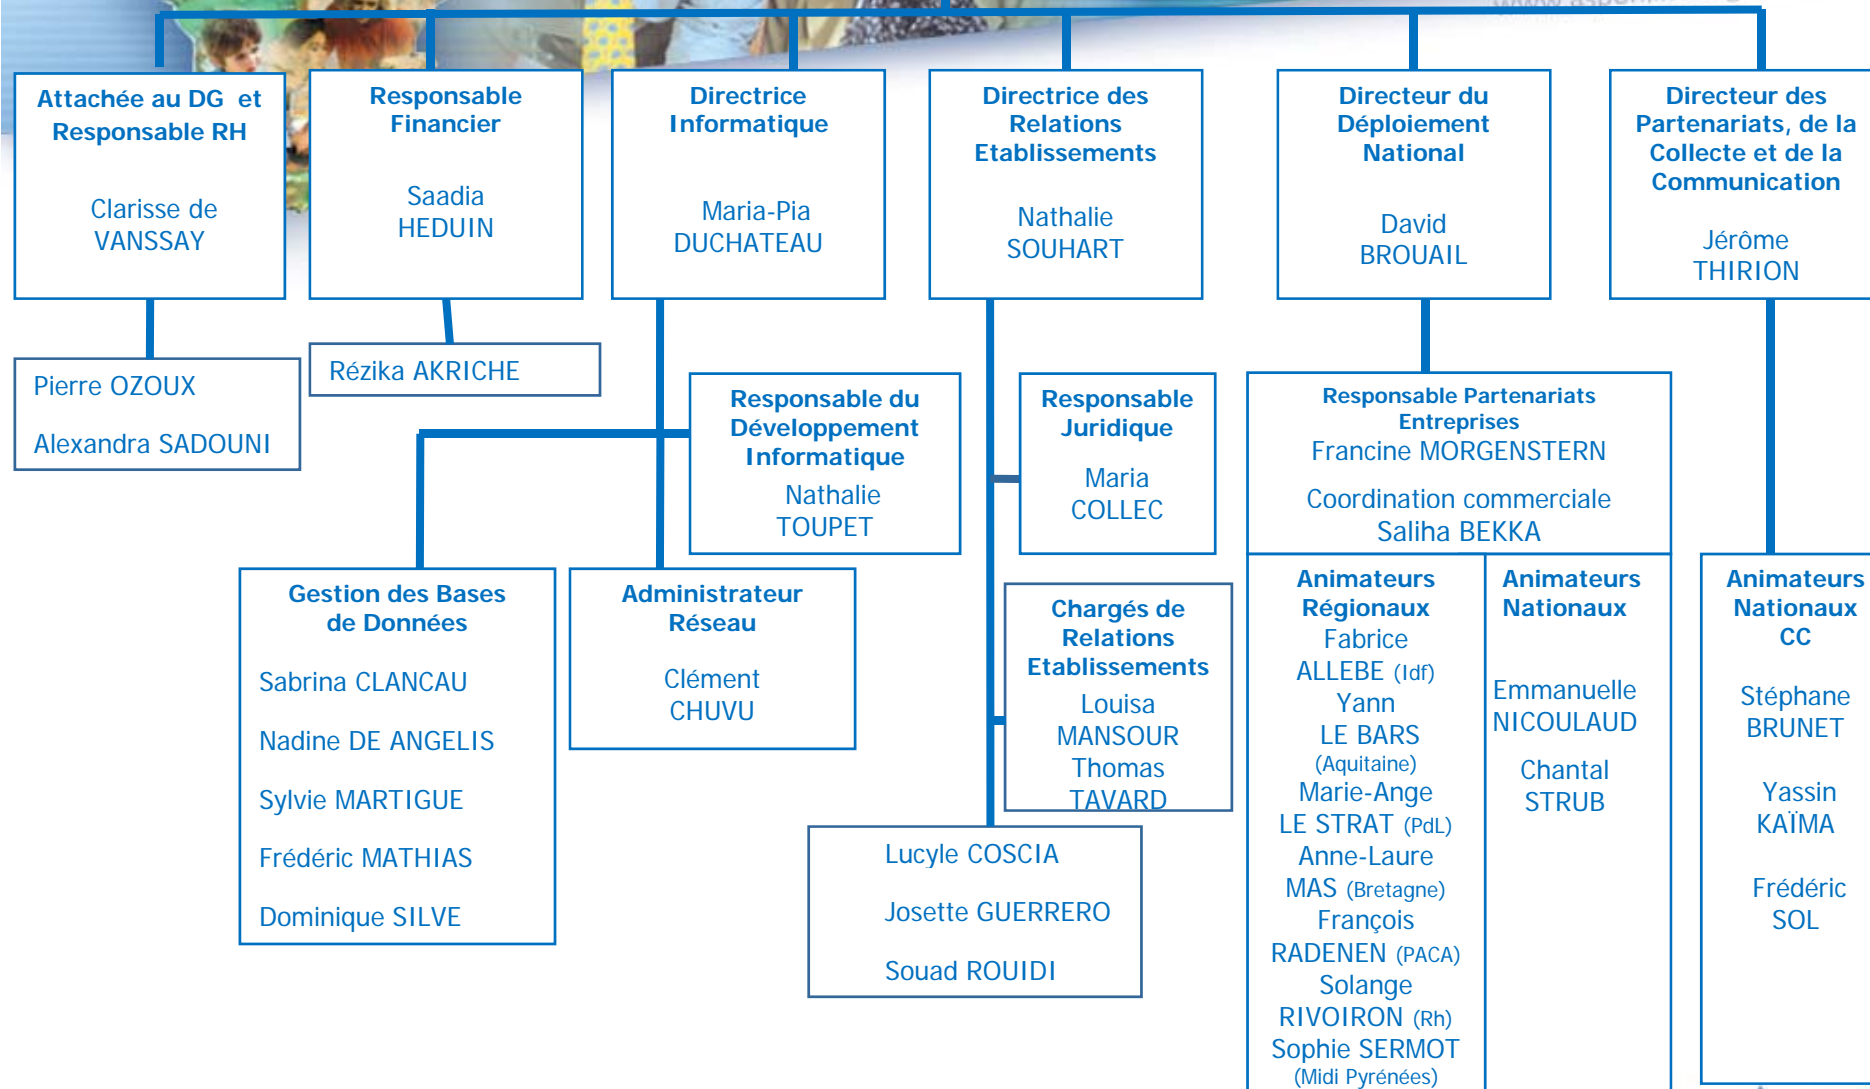 Attachée au DG et
Responsable RH
Clarisse de
VANSSAY
Responsable
Financier
Saadia
HEDUIN
Directrice
Informatique
Maria-Pia
DUCHATEAU
Directrice des
Relations
Etablissements
Nathalie
SOUHART
Directeur du
Déploiement
National
David
BROUAIL
Directeur des
Partenariats, de la
Collecte et de la
Communication
Jérôme
THIRION
Pierre OZOUX
Alexandra SADOUNI
Rézika AKRICHE
Responsable du
Développement
Informatique
Nathalie
TOUPET
Responsable
Juridique
Maria
COLLEC
Responsable Partenariats
Entreprises
Francine MORGENSTERN
Coordination commerciale
Saliha BEKKA
Gestion des Bases
de Données
Sabrina CLANCAU
Nadine DE ANGELIS
Sylvie MARTIGUE
Frédéric MATHIAS
Dominique SILVE
Administrateur
Réseau
Clément
CHUVU
Chargés de
Relations
Etablissements
Louisa
MANSOUR
Thomas
TAVARD
Lucyle COSCIA
Josette GUERRERO
Souad ROUIDI
Animateurs
Régionaux
Fabrice
ALLEBE (Idf)
Yann
LE BARS
(Aquitaine)
Marie-Ange
LE STRAT (PdL)
Anne-Laure
MAS (Bretagne)
François
RADENEN (PACA)
Solange
RIVOIRON (Rh)
Sophie SERMOT
(Midi Pyrénées)
Animateurs
Nationaux
Emmanuelle
NICOULAUD
Chantal
STRUB
Animateurs
Nationaux
CC
Stéphane
BRUNET
Yassin
KAÏMA
Frédéric
SOL